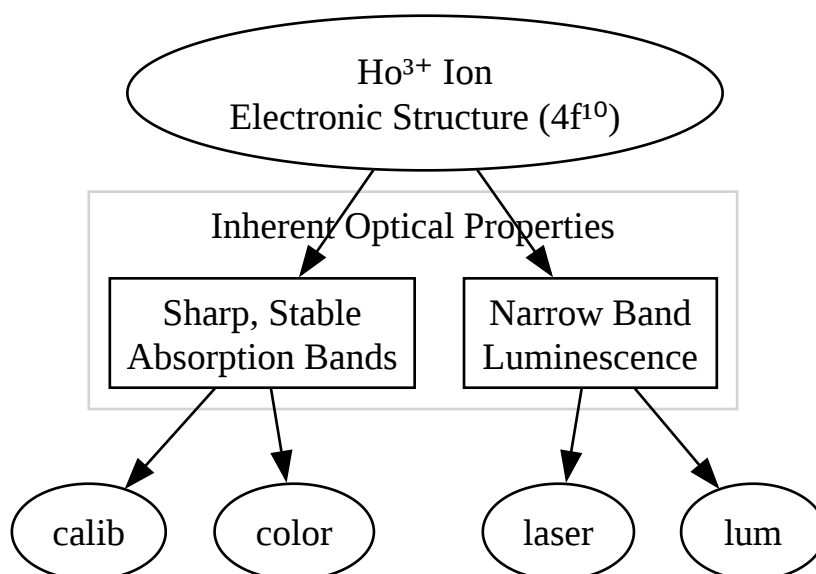 Ho³⁺ Ion
Electronic Structure (4f¹⁰)
Inherent Optical Properties
Sharp, Stable
Absorption Bands
Narrow Band
Luminescence
calib
color
laser
lum